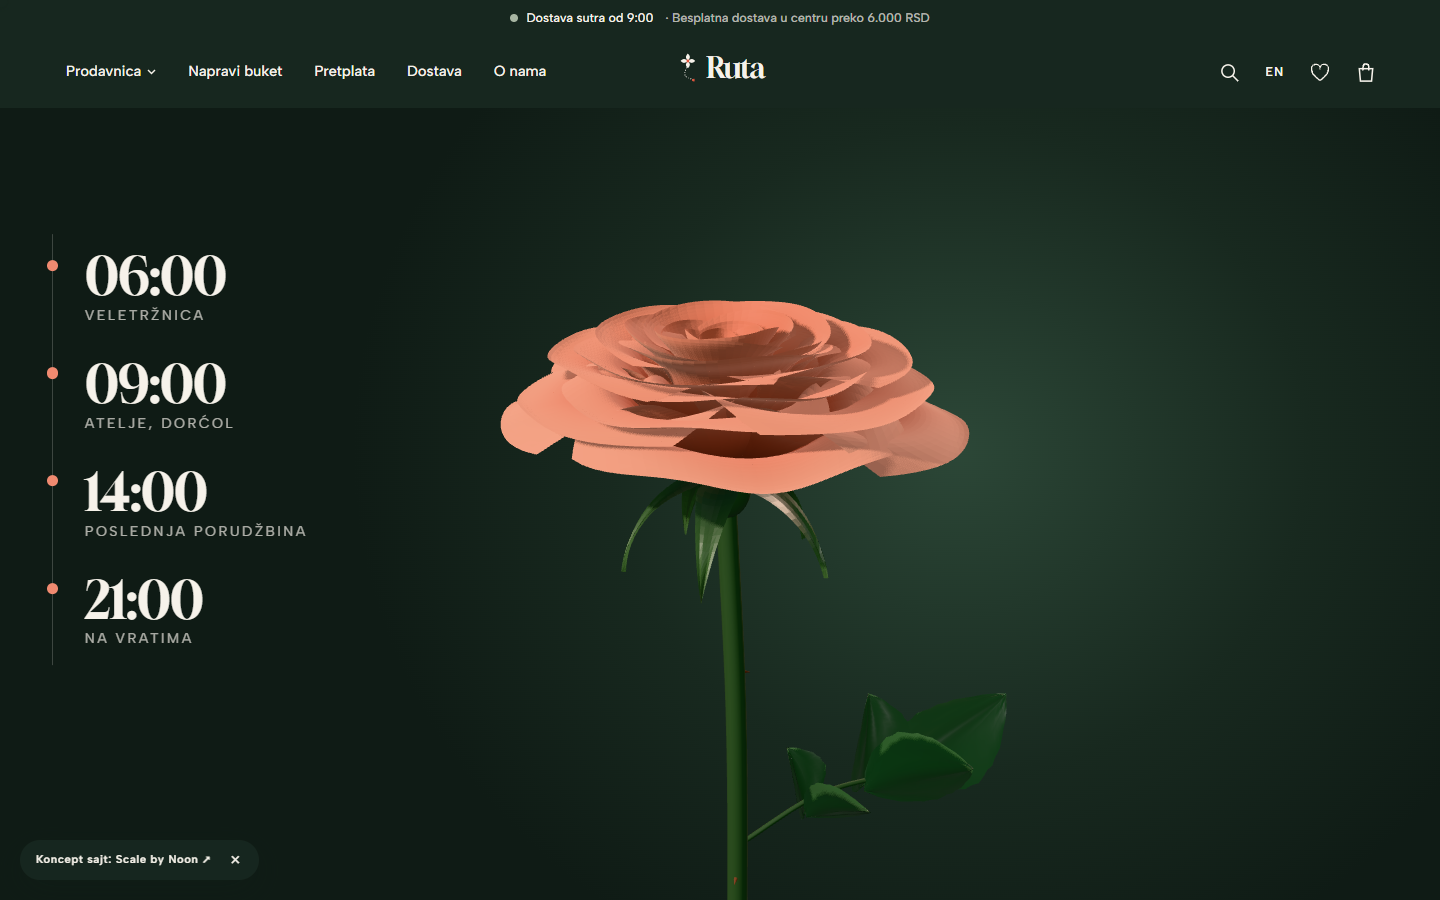 Dostava sutra od 9:00 · Besplatna dostava u centru preko 6.000 RSD
Prodavnica Napravi buket Pretplata Dostava O nama Ruta EN
06:00
VELETRŽNICA
09:00
ATELJE, DORĆOL
14:00
POSLEDNJA PORUDŽBINA
21:00
NA VRATIMA
Koncept sajt: Scale by Noon ↗ ✕